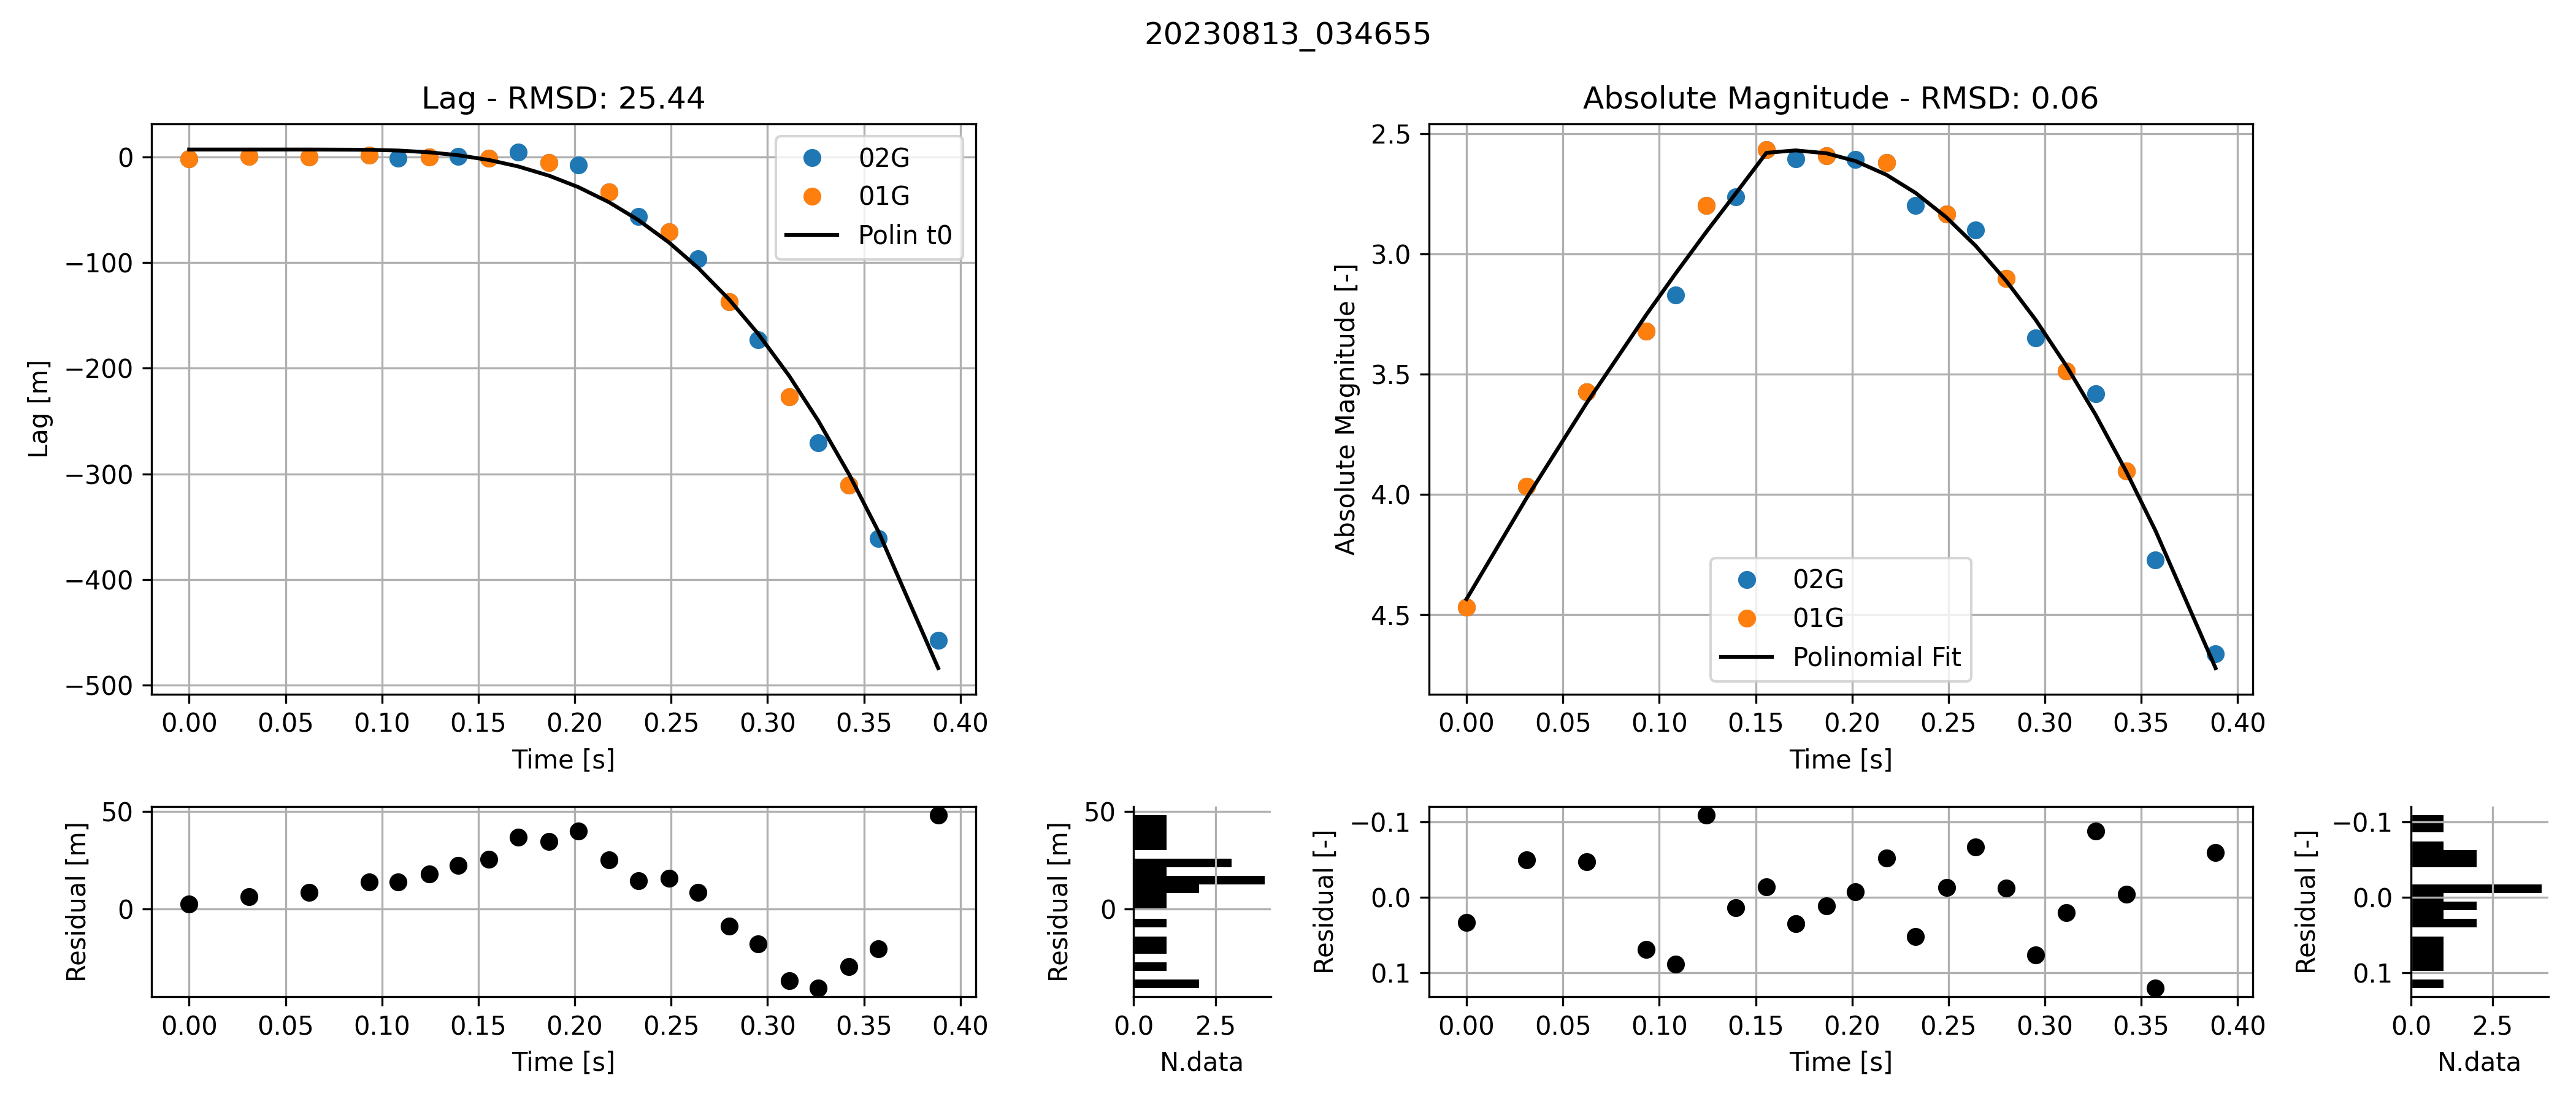 20230813_034655
Lag - RMSD: 25.44
0
−100
−200
−300
−400
−500
Lag [m]
02G
01G
Polin t0
0.00 0.05 0.10 0.15 0.20 0.25 0.30 0.35 0.40
Time [s]
Absolute Magnitude - RMSD: 0.06
2.5
3.0
3.5
4.0
4.5
Absolute Magnitude [-]
02G
01G
Polinomial Fit
0.00 0.05 0.10 0.15 0.20 0.25 0.30 0.35 0.40
Time [s]
50
0
Residual [m]
0.00 0.05 0.10 0.15 0.20 0.25 0.30 0.35 0.40
Time [s]
50
0
Residual [m]
0.0 2.5
N.data
−0.1
0.0
0.1
Residual [-]
0.00 0.05 0.10 0.15 0.20 0.25 0.30 0.35 0.40
Time [s]
−0.1
0.0
0.1
Residual [-]
0.0 2.5
N.data